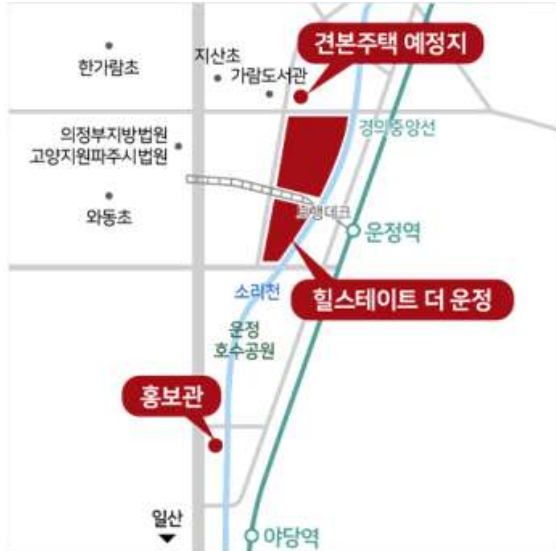 견본주택 예정지
지산초
한가람초
가람도서관
경의중앙선
의정부지방법원
고양지원파주시법원
와동초
보행데크
운정역
소리천
힐스테이트 더 운정
운정
호수공원
홍보관
일산
야당역